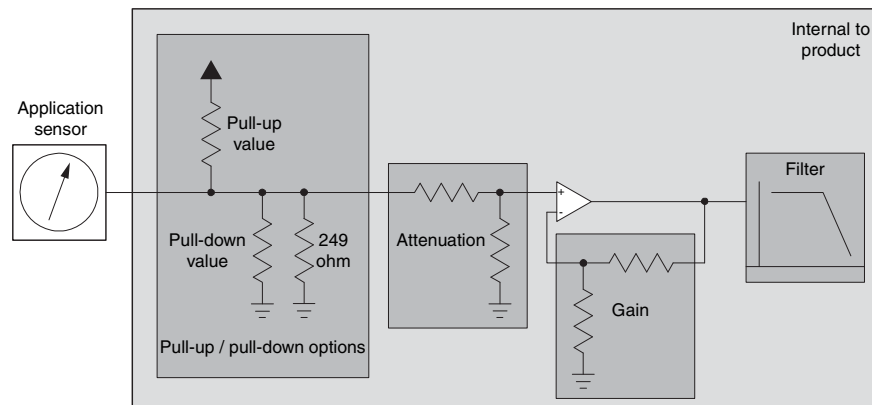 Internal to
product
Application
sensor
Pull-up
value
Pull-down
value
249
ohm
Pull-up / pull-down options
Attenuation
+
-
Gain
Filter